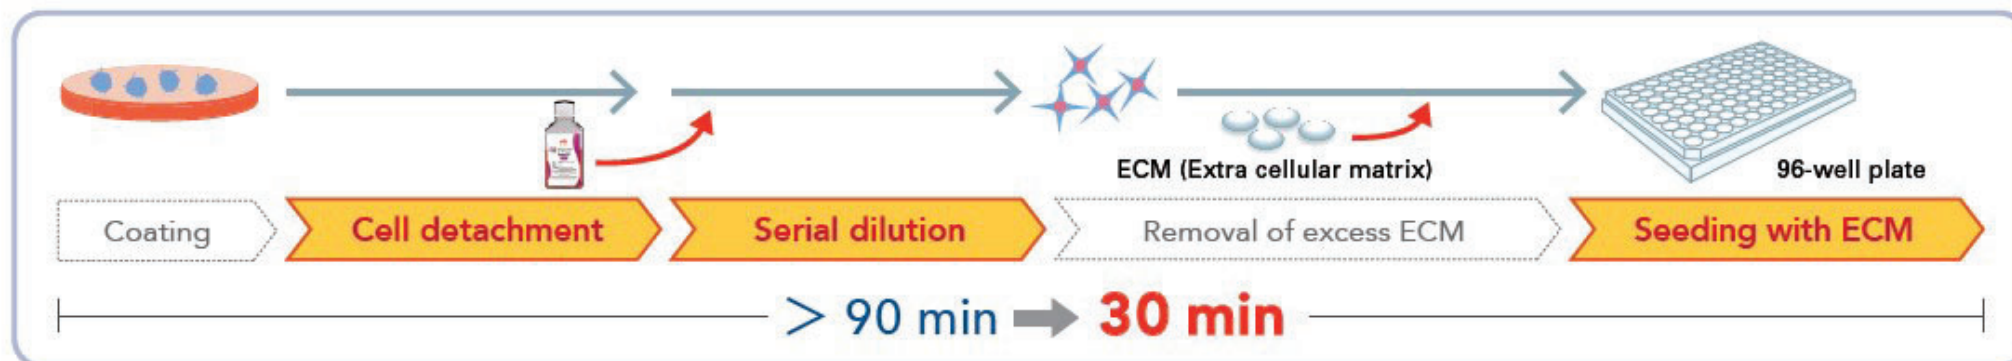 ECM (Extra cellular matrix)
96-well plate
Coating
Cell detachment
Serial dilution
Removal of excess ECM
Seeding with ECM
> 90 min
30 min